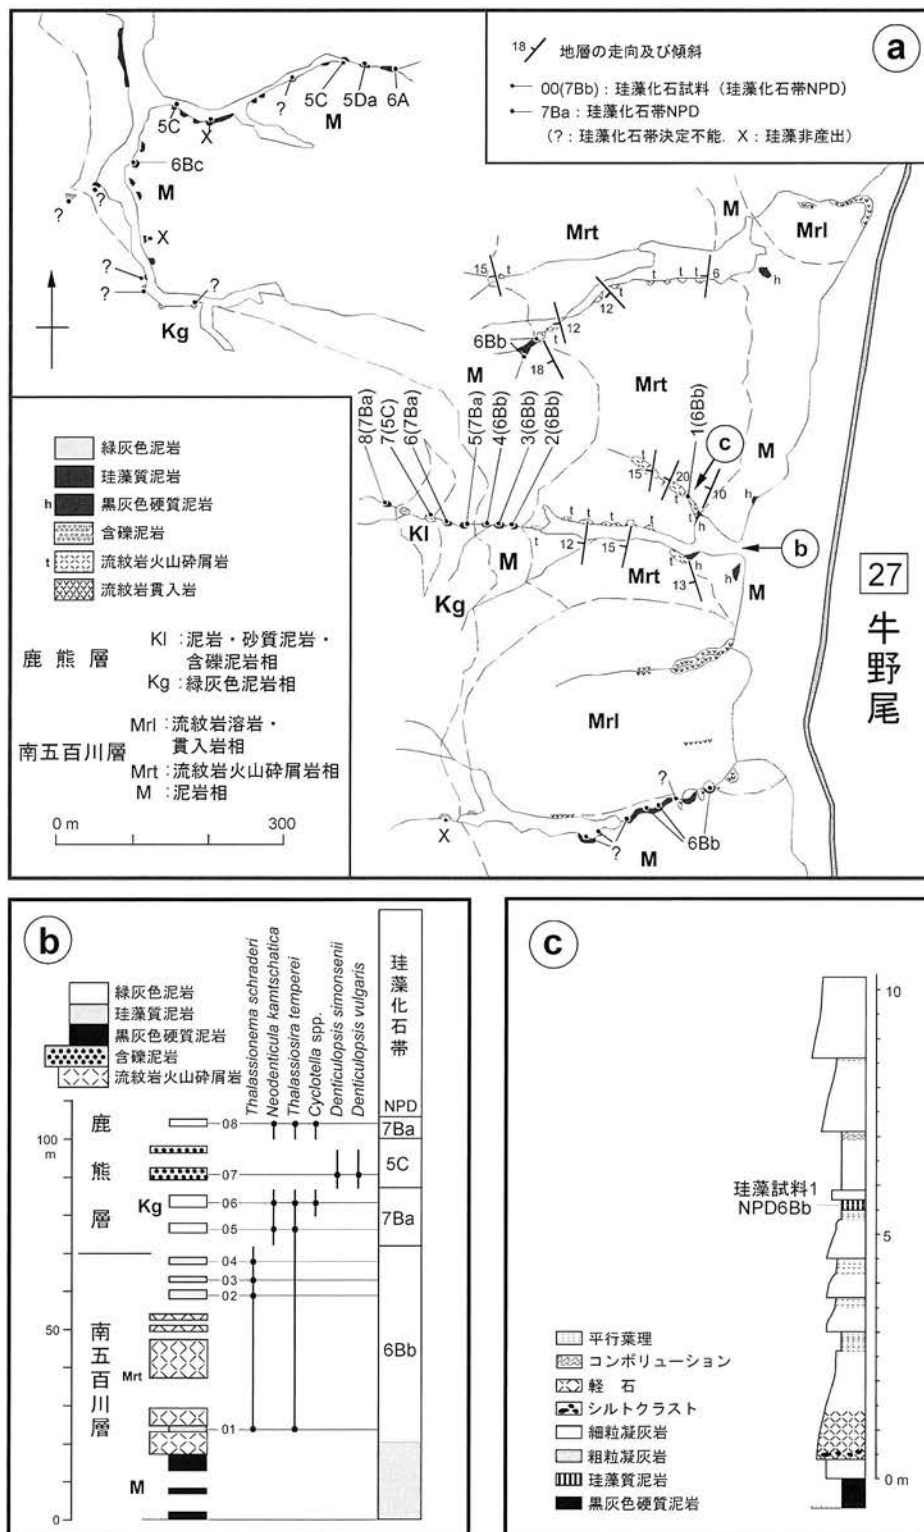 a
18 地層の走向及び傾斜
00(7Bb)：珪藻化石試料（珪藻化石帯NPD）
7Ba：珪藻化石帯NPD
（?：珪藻化石帯決定不能．X：珪藻非産出）
5C
X
?
5C
5Da
6A
M
6Bc
M
?
?
X
?
?
?
Kg
M
Mrl
Mrt
15
t
t
t
t
t
6
h
12
12
t
6Bb
18
M
Mrt
8(7Ba)
7(5C)
6(7Ba)
5(7Ba)
4(6Bb)
3(6Bb)
2(6Bb)
1(6Bb)
c
M
15
20
10
t
h
h
Kl
t
t
t
t
t
12
15
M
Mrt
h
h
13
b
M
Kg
27
牛野尾
Mrl
?
X
?
6Bb
M
緑灰色泥岩
珪藻質泥岩
h 黒灰色硬質泥岩
含礫泥岩
t 流紋岩火山砕屑岩
流紋岩貫入岩
鹿熊層
Kl：泥岩・砂質泥岩・
含礫泥岩相
Kg：緑灰色泥岩相
南五百川層
Mrl：流紋岩溶岩・
貫入岩相
Mrt：流紋岩火山砕屑岩相
M：泥岩相
0 m 300
b
緑灰色泥岩
珪藻質泥岩
黒灰色硬質泥岩
含礫泥岩
流紋岩火山砕屑岩
Thalassionema schraderi
Neodenticula kamtschatica
Thalassiosira temperei
Cyclotella spp.
Denticulopsis simonsenii
Denticulopsis vulgaris
珪藻化石帯
NPD
100
m
50
0
鹿熊層
Kg
南五百川層
Mrt
M
08
07
06
05
04
03
02
01
7Ba
5C
7Ba
6Bb
c
10
5
0 m
珪藻試料1
NPD6Bb
平行葉理
コンボリューション
軽石
シルトクラスト
細粒凝灰岩
粗粒凝灰岩
珪藻質泥岩
黒灰色硬質泥岩